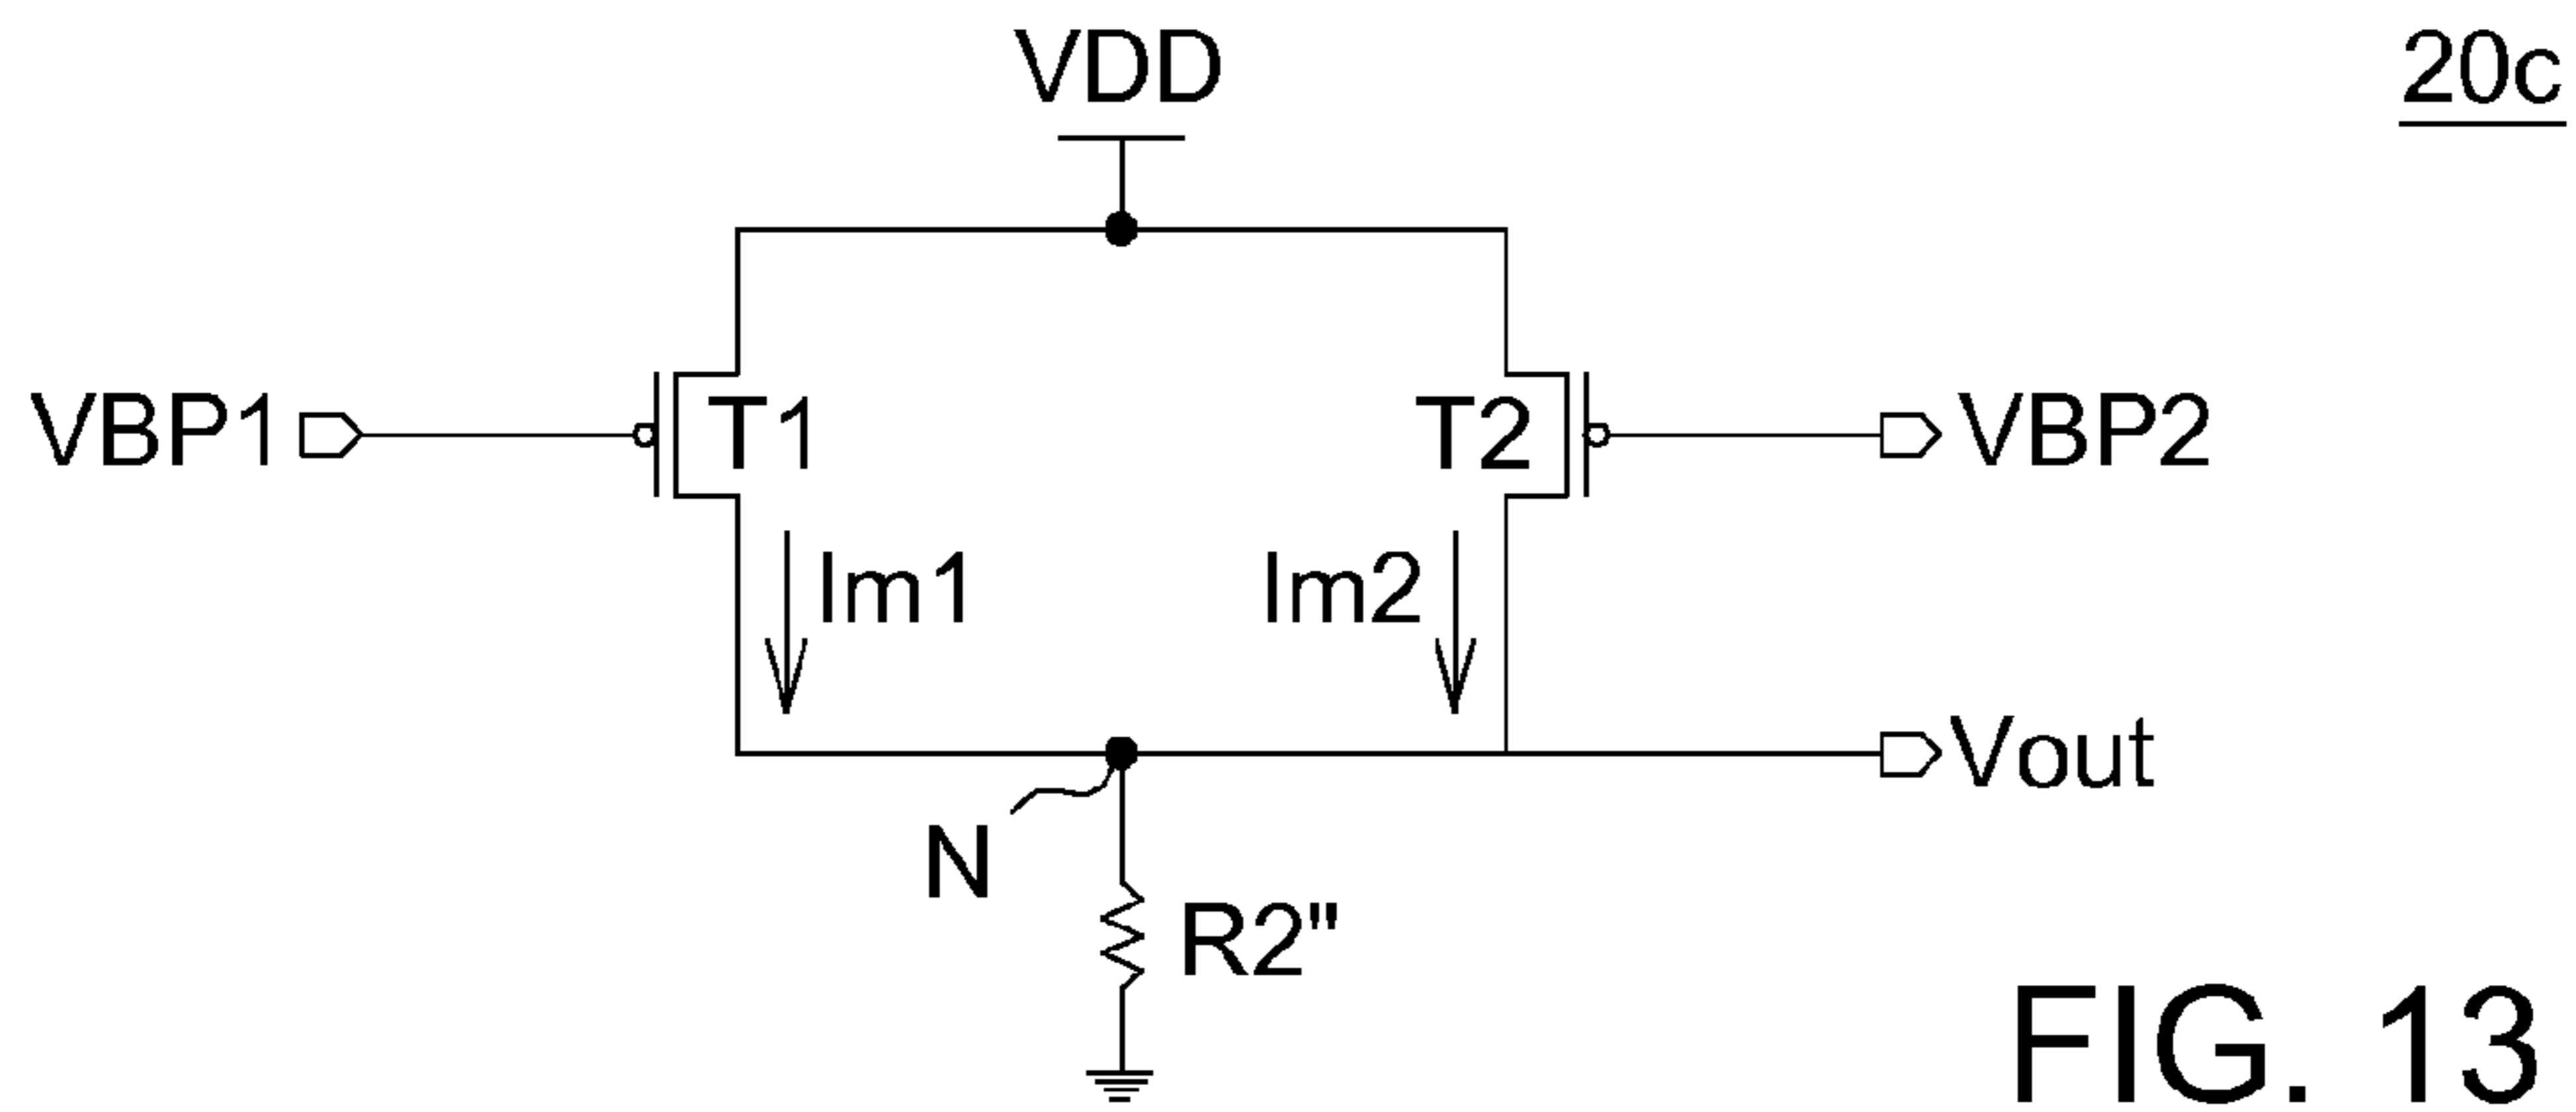 VDD
20c
VBP1
T1
T2
VBP2
Im1
Im2
Vout
N
R2"
FIG. 13